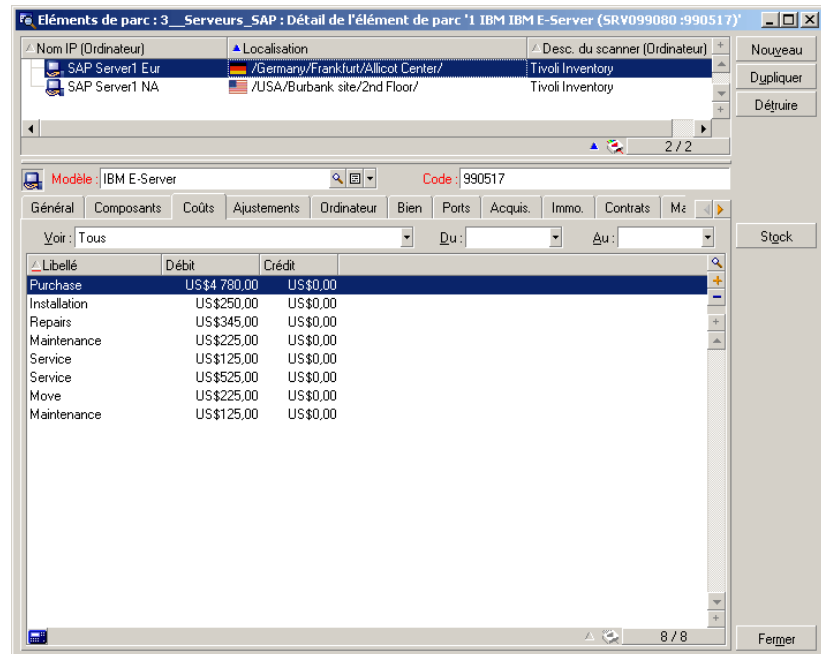 Eléments de parc : 3__Serveurs_SAP : Détail de l'élément de parc '1 IBM IBM E-Server (SRV099080 :990517)'
Nom IP (Ordinateur) Localisation Desc. du scanner (Ordinateur)
SAP Server1 Eur /Germany/Frankfurt/Allicot Center/ Tivoli Inventory
SAP Server1 NA /USA/Burbank site/2nd Floor/ Tivoli Inventory
2 / 2
Nouveau
Dupliquer
Détruire
Modèle : IBM E-Server Code : 990517
Général Composants Coûts Ajustements Ordinateur Bien Ports Acquis. Immo. Contrats Ma
Voir : Tous Du : Au :
Stock
Libellé Débit Crédit
Purchase US$4 780,00 US$0,00
Installation US$250,00 US$0,00
Repairs US$345,00 US$0,00
Maintenance US$225,00 US$0,00
Service US$125,00 US$0,00
Service US$525,00 US$0,00
Move US$225,00 US$0,00
Maintenance US$125,00 US$0,00
8 / 8
Fermer